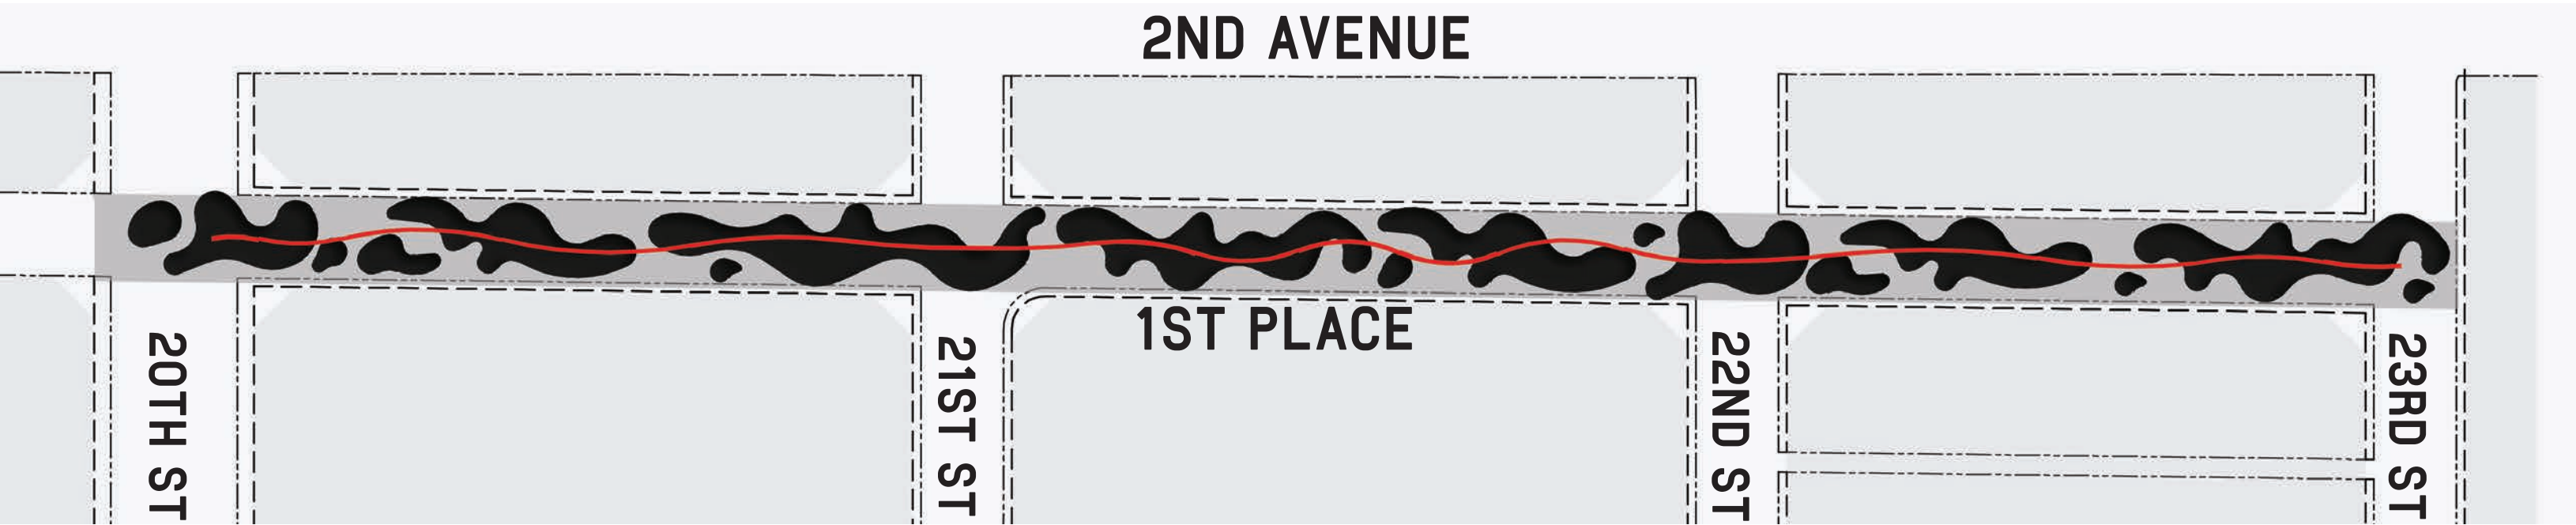 2ND AVENUE
1ST PLACE
20TH ST
21ST ST
22ND ST
23RD ST